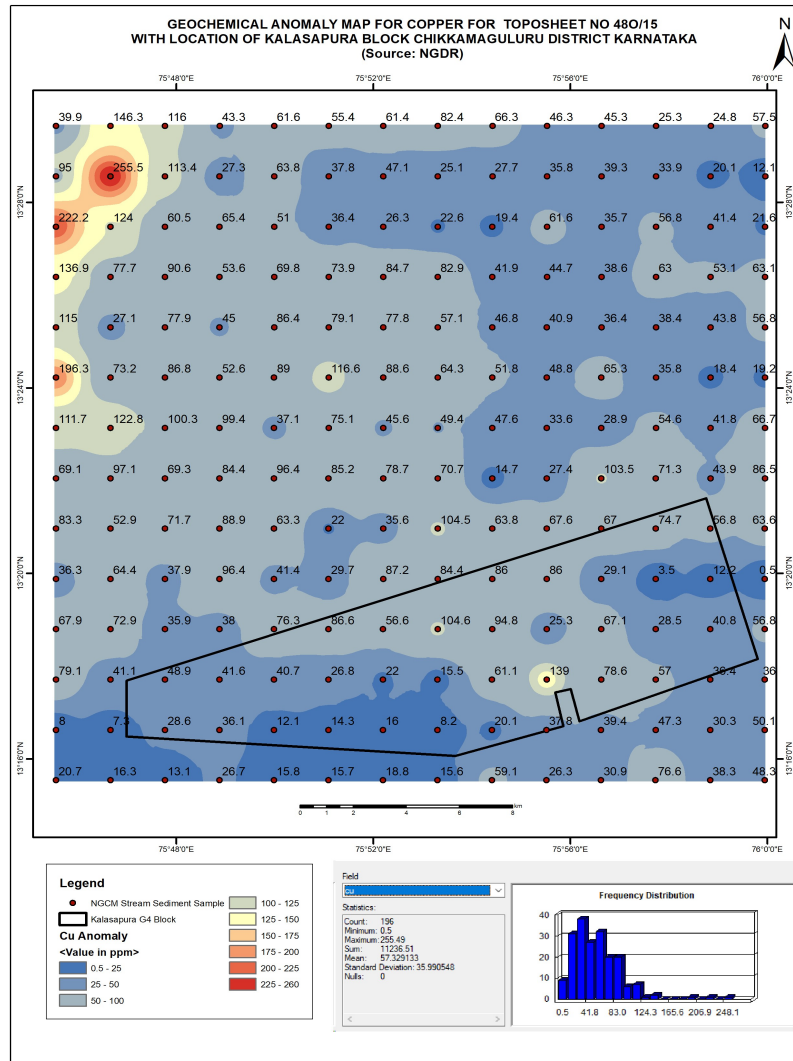 GEOCHEMICAL ANOMALY MAP FOR COPPER FOR TOPOSHEET NO 48O/15
WITH LOCATION OF KALASAPURA BLOCK CHIKKAMAGULURU DISTRICT KARNATAKA
(Source: NGDR)
N
75°48'0"E 75°52'0"E 75°56'0"E 76°0'0"E
39.9 146.3 116 43.3 61.6 55.4 61.4 82.4 66.3 46.3 45.3 25.3 24.8 57.5
95 255.5 113.4 27.3 63.8 37.8 47.1 25.1 27.7 35.8 39.3 33.9 20.1 12.1
13°28'0"N 13°28'0"N
222.2 124 60.5 65.4 51 36.4 26.3 22.6 19.4 61.6 35.7 56.8 41.4 21.6
136.9 77.7 90.6 53.6 69.8 73.9 84.7 82.9 41.9 44.7 38.6 63 53.1 63.1
115 27.1 77.9 45 86.4 79.1 77.8 57.1 46.8 40.9 36.4 38.4 43.8 56.8
196.3 73.2 86.8 52.6 89 116.6 88.6 64.3 51.8 48.8 65.3 35.8 18.4 19.2
13°24'0"N 13°24'0"N
111.7 122.8 100.3 99.4 37.1 75.1 45.6 49.4 47.6 33.6 28.9 54.6 41.8 66.7
69.1 97.1 69.3 84.4 96.4 85.2 78.7 70.7 14.7 27.4 103.5 71.3 43.9 86.5
83.3 52.9 71.7 88.9 63.3 22 35.6 104.5 63.8 67.6 67 74.7 56.8 63.6
36.3 64.4 37.9 96.4 41.4 29.7 87.2 84.4 86 86 29.1 3.5 12.2 0.5
13°20'0"N 13°20'0"N
67.9 72.9 35.9 38 76.3 86.6 56.6 104.6 94.8 25.3 67.1 28.5 40.8 56.8
79.1 41.1 48.9 41.6 40.7 26.8 22 15.5 61.1 139 78.6 57 36.4 36
8 7.3 28.6 36.1 12.1 14.3 16 8.2 20.1 37.8 39.4 47.3 30.3 50.1
13°16'0"N 13°16'0"N
20.7 16.3 13.1 26.7 15.8 15.7 18.8 15.6 59.1 26.3 30.9 76.6 38.3 48.3
0 1 2 4 6 8 km
75°48'0"E 75°52'0"E 75°56'0"E 76°0'0"E
Legend
NGCM Stream Sediment Sample
Kalasapura G4 Block
Cu Anomaly
<Value in ppm>
0.5 - 25
25 - 50
50 - 100
100 - 125
125 - 150
150 - 175
175 - 200
200 - 225
225 - 260
Field
cu
Statistics:
Count: 196
Minimum: 0.5
Maximum: 255.49
Sum: 11236.51
Mean: 57.329133
Standard Deviation: 35.990548
Nulls: 0
Frequency Distribution
40
30
20
10
0
0.5 41.8 83.0 124.3 165.6 206.9 248.1